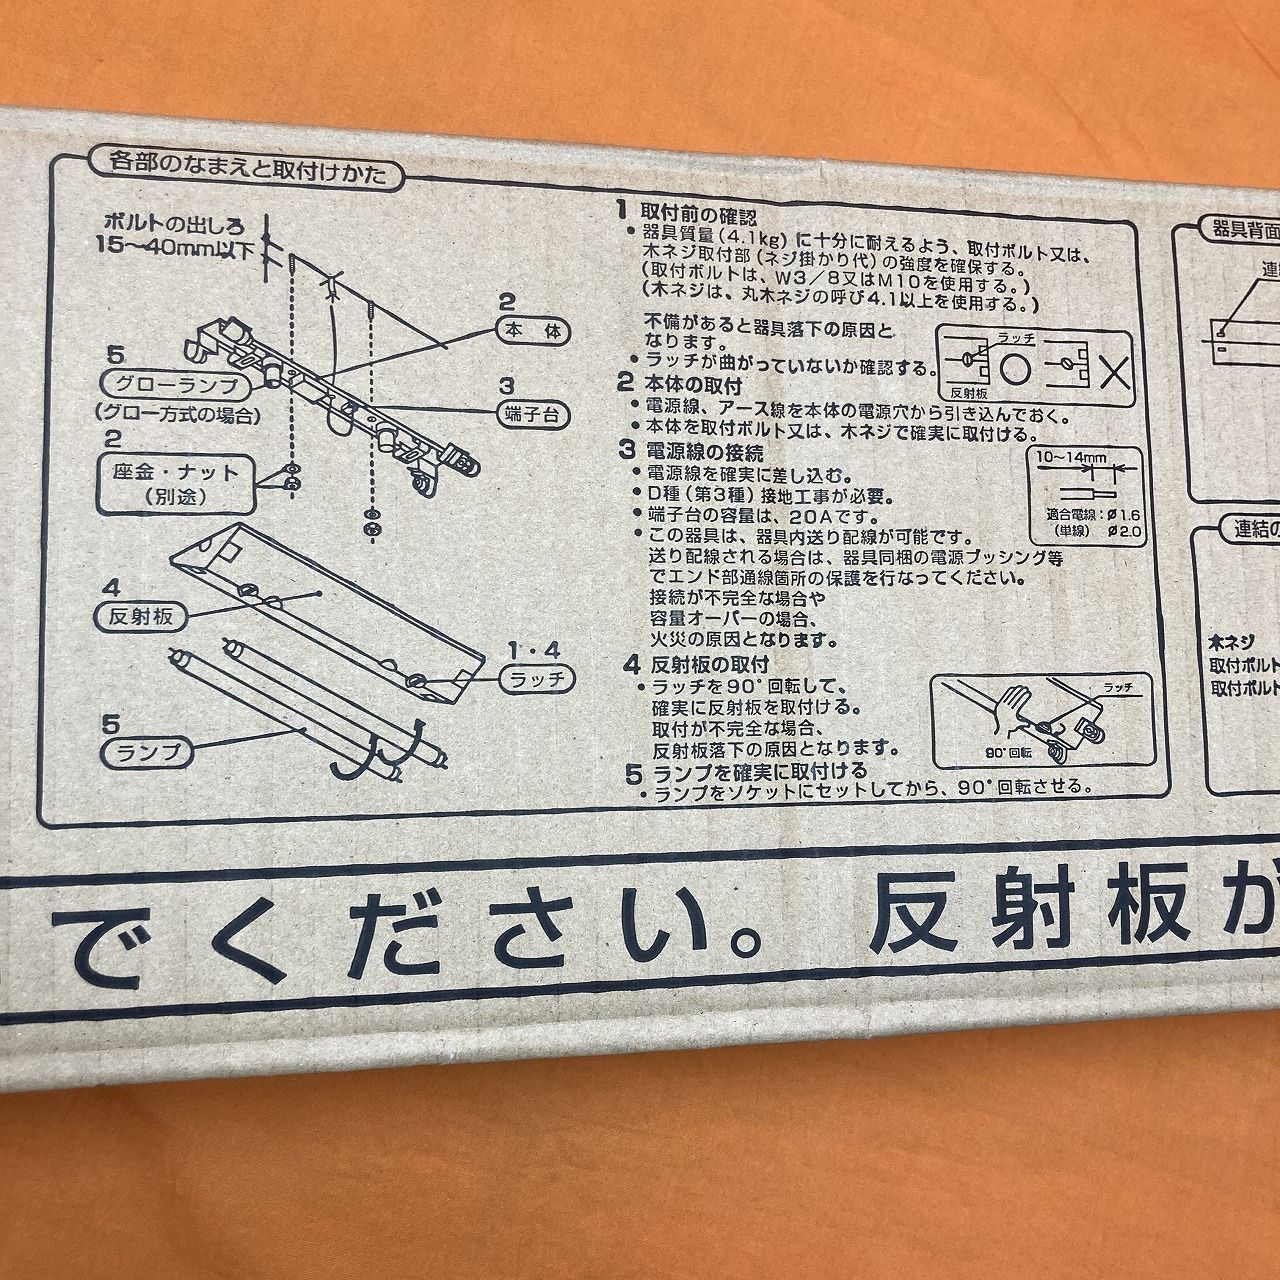 各部のなまえと取付けかた
ボルトの出しろ
15～40mm以下
2
本 体
5
グローランプ
(グロー方式の場合)
3
端子台
2
座金・ナット
(別途)
4
反射板
1・4
ラッチ
5
ランプ
1 取付前の確認
・器具質量(4.1kg)に十分に耐えるよう、取付ボルト又は、
木ネジ取付部(ネジ掛かり代)の強度を確保する。
(取付ボルトは、W3/8又はM10を使用する。)
(木ネジは、丸木ネジの呼び4.1以上を使用する。)
不備があると器具落下の原因と
なります。
・ラッチが曲がっていないか確認する。
ラッチ
反射板
2 本体の取付
・電源線、アース線を本体の電源穴から引き込んでおく。
・本体を取付ボルト又は、木ネジで確実に取付ける。
3 電源線の接続
・電源線を確実に差し込む。
・D種(第3種)接地工事が必要。
・端子台の容量は、20Aです。
・この器具は、器具内送り配線が可能です。
送り配線される場合は、器具同梱の電源ブッシング等
でエンド部通線箇所の保護を行なってください。
接続が不完全な場合や
容量オーバーの場合、
火災の原因となります。
10～14mm
適合電線:φ1.6
(単線) φ2.0
4 反射板の取付
・ラッチを90°回転して、
確実に反射板を取付ける。
取付が不完全な場合、
反射板落下の原因となります。
ラッチ
90°回転
5 ランプを確実に取付ける
・ランプをソケットにセットしてから、90°回転させる。
器具背面
連結の
木ネジ
取付ボルト
取付ボルト
でください。反射板が